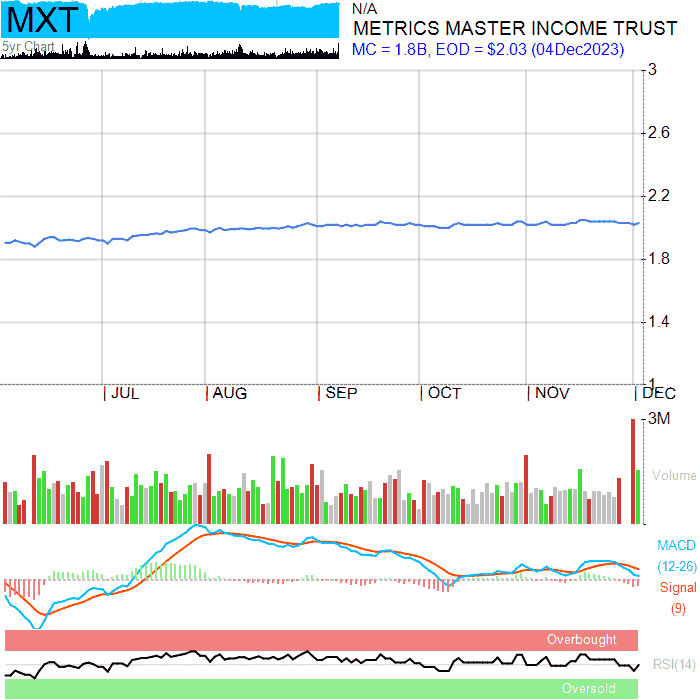 MXT
5yr Chart
N/A
METRICS MASTER INCOME TRUST
MC = 1.8B, EOD = $2.03 (04Dec2023)
3
2.6
2.2
1.8
1.4
1
JUL AUG SEP OCT NOV DEC
3M
Volume
MACD
(12-26)
Signal
(9)
Overbought
RSI(14)
Oversold